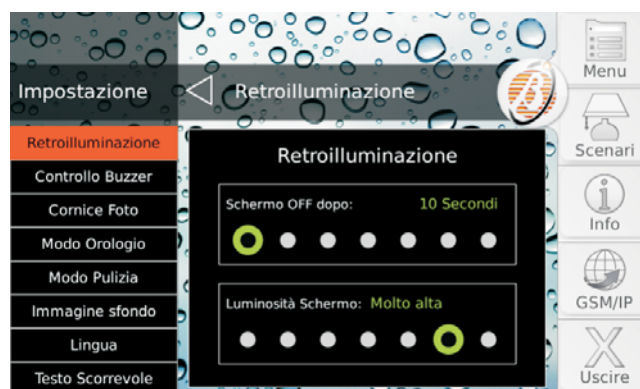 Impostazione
Retroilluminazione
Retroilluminazione
Controllo Buzzer
Cornice Foto
Modo Orologio
Modo Pulizia
Immagine sfondo
Lingua
Testo Scorrevole
Retroilluminazione
Schermo OFF dopo: 10 Secondi
Luminosità Schermo: Molto alta
Menu
Scenari
Info
GSM/IP
Uscire